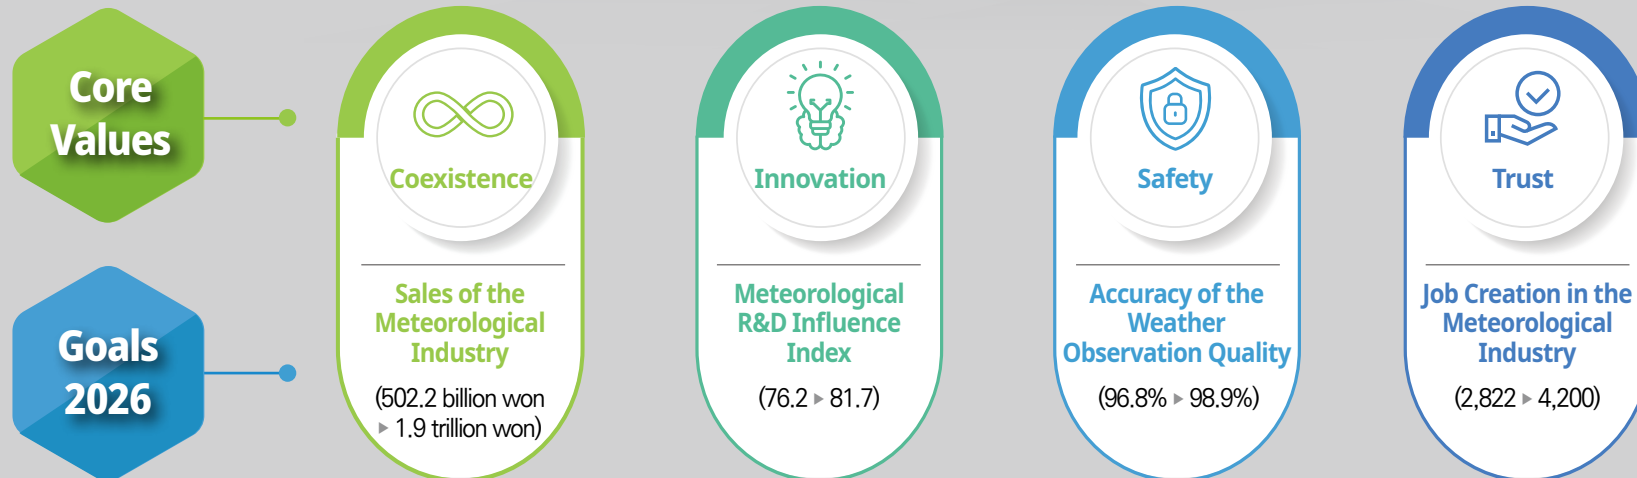 Core
Values
Coexistence
Innovation
Safety
Trust
Goals
2026
Sales of the
Meteorological
Industry
(502.2 billion won
▶ 1.9 trillion won)
Meteorological
R&D Influence
Index
(76.2 ▶ 81.7)
Accuracy of the
Weather
Observation Quality
(96.8% ▶ 98.9%)
Job Creation in the
Meteorological
Industry
(2,822 ▶ 4,200)